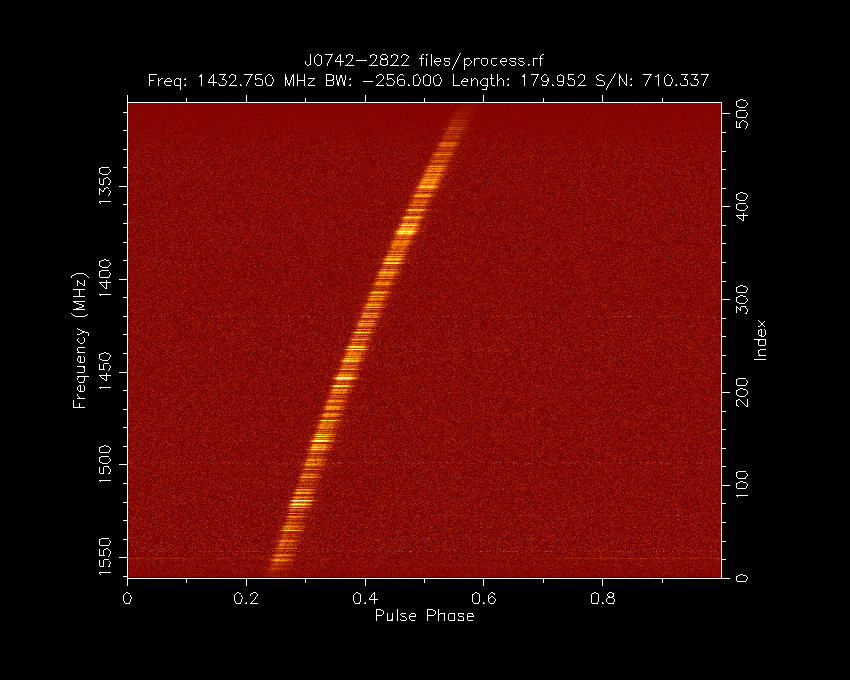 J0742−2822 files/process.rf
Freq: 1432.750 MHz BW: −256.000 Length: 179.952 S/N: 710.337
Frequency (MHz)
1350
1400
1450
1500
1550
500
400
300
200
100
0
Index
0 0.2 0.4 0.6 0.8
Pulse Phase